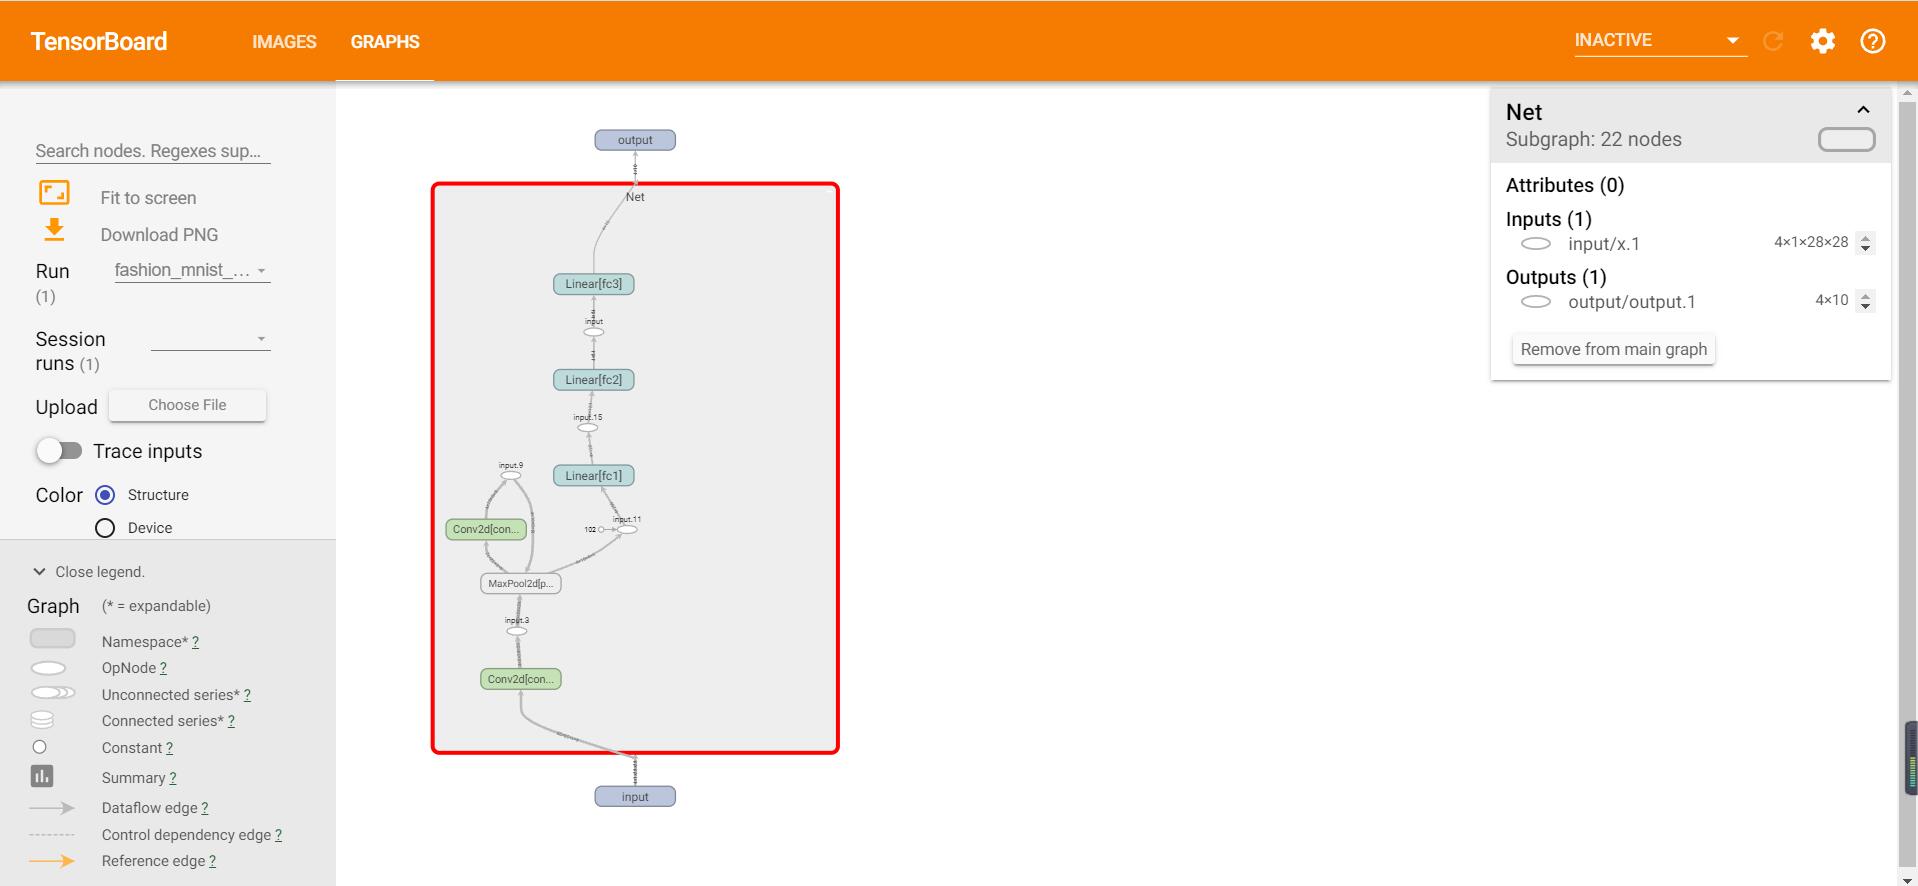 TensorBoard
IMAGES
GRAPHS
INACTIVE
Search nodes. Regexes sup...
Fit to screen
Download PNG
Run
(1)
fashion_mnist_...
Session
runs (1)
Upload
Choose File
Trace inputs
Color
Structure
Device
Close legend.
Graph
(* = expandable)
Namespace* ?
OpNode ?
Unconnected series* ?
Connected series* ?
Constant ?
Summary ?
Dataflow edge ?
Control dependency edge ?
Reference edge ?
output
Net
Linear[fc3]
input
Linear[fc2]
input.15
input.9
Linear[fc1]
Conv2d[con...
102
input.11
MaxPool2d[p...
input.3
Conv2d[con...
input
Net
Subgraph: 22 nodes
Attributes (0)
Inputs (1)
input/x.1
4×1×28×28
Outputs (1)
output/output.1
4×10
Remove from main graph